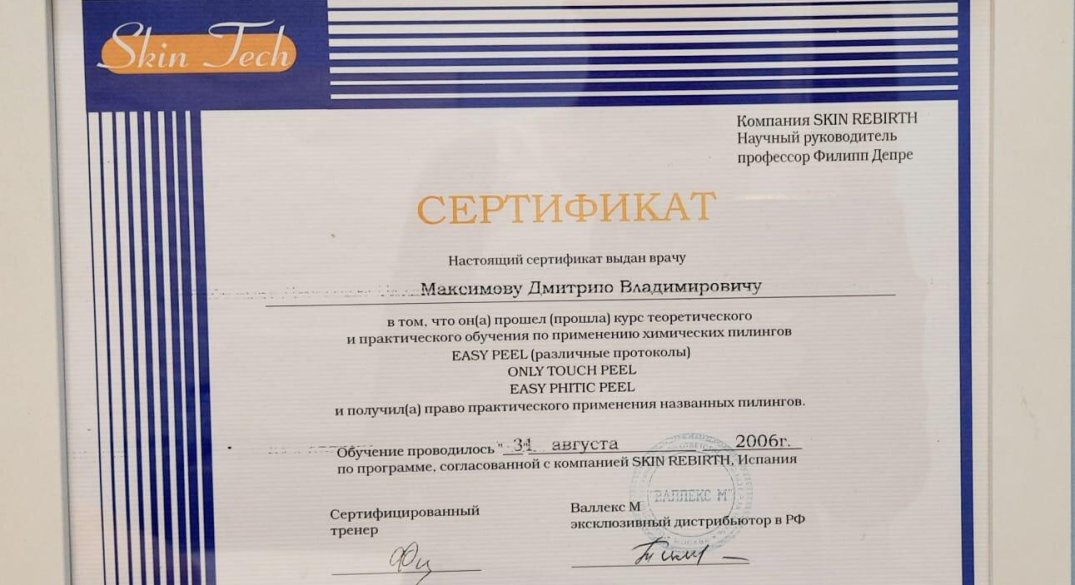 Skin Tech
Компания SKIN REBIRTH
Научный руководитель
профессор Филипп Депре
СЕРТИФИКАТ
Настоящий сертификат выдан врачу
Максимову Дмитрию Владимировичу
в том, что он(а) прошел (прошла) курс теоретического
и практического обучения по применению химических пилингов
EASY PEEL (различные протоколы)
ONLY TOUCH PEEL
EASY PHITIC PEEL
и получил(а) право практического применения названных пилингов.
Обучение проводилось " 31 " августа 2006г.
по программе, согласованной с компанией SKIN REBIRTH, Испания
Сертифицированный
тренер
Валлекс М
эксклюзивный дистрибьютор в РФ
"ВАЛЛЕКС М"